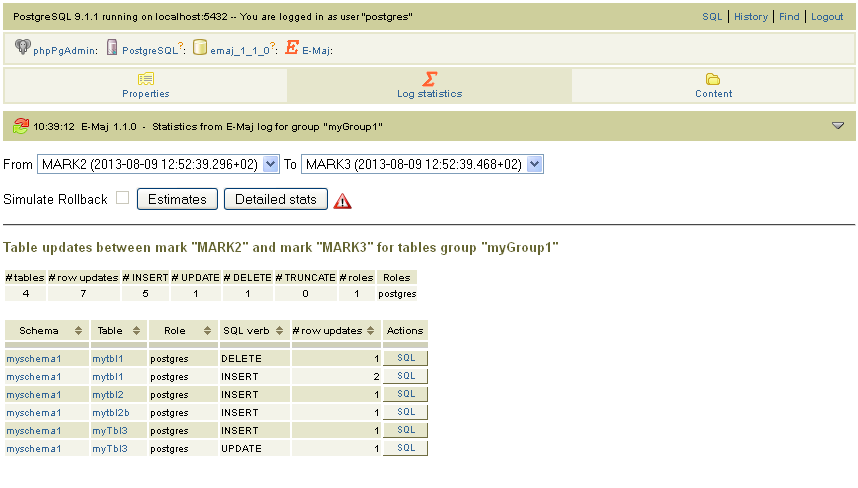 PostgreSQL 9.1.1 running on localhost:5432 -- You are logged in as user "postgres" SQL | History | Find | Logout
phpPgAdmin: PostgreSQL?: emaj_1_1_0?: E-Maj:
Properties Log statistics Content
10:39:12 E-Maj 1.1.0 - Statistics from E-Maj log for group "myGroup1"
From MARK2 (2013-08-09 12:52:39.296+02) To MARK3 (2013-08-09 12:52:39.468+02)
Simulate Rollback Estimates Detailed stats
Table updates between mark "MARK2" and mark "MARK3" for tables group "myGroup1"
# tables # row updates # INSERT # UPDATE # DELETE # TRUNCATE # roles Roles
4 7 5 1 1 0 1 postgres
Schema Table Role SQL verb # row updates Actions
myschema1 mytbl1 postgres DELETE 1 SQL
myschema1 mytbl1 postgres INSERT 2 SQL
myschema1 mytbl2 postgres INSERT 1 SQL
myschema1 mytbl2b postgres INSERT 1 SQL
myschema1 myTbl3 postgres INSERT 1 SQL
myschema1 myTbl3 postgres UPDATE 1 SQL